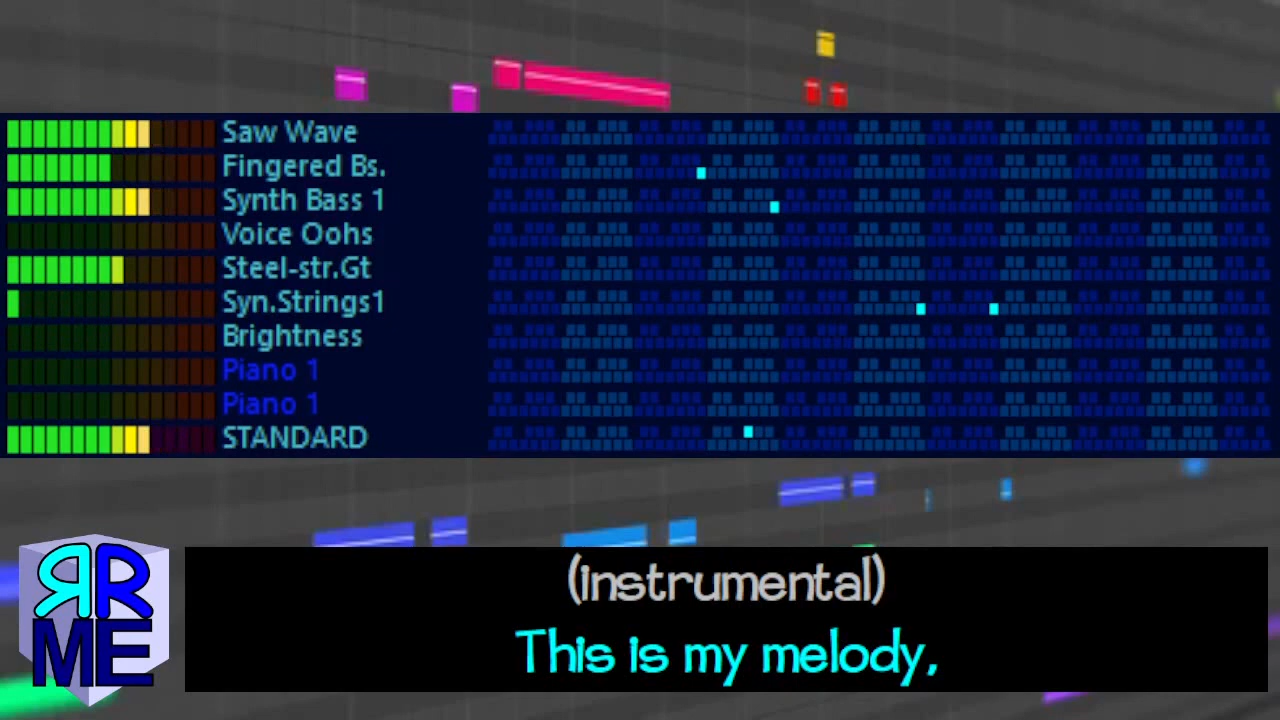 Saw Wave
Fingered Bs.
Synth Bass 1
Voice Oohs
Steel-str.Gt
Syn.Strings1
Brightness
Piano 1
Piano 1
STANDARD
RR
ME
(instrumental)
This is my melody,